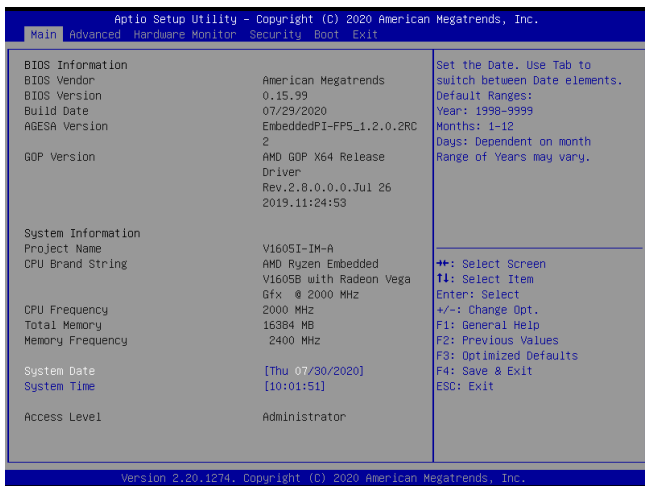 Aptio Setup Utility – Copyright (C) 2020 American Megatrends, Inc.
Main Advanced Hardware Monitor Security Boot Exit
BIOS Information
BIOS Vendor American Megatrends
BIOS Version 0.15.99
Build Date 07/29/2020
AGESA Version EmbeddedPI-FP5_1.2.0.2RC
2
GOP Version AMD GOP X64 Release
Driver
Rev.2.8.0.0.0.Jul 26
2019.11:24:53
System Information
Project Name V1605I-IM-A
CPU Brand String AMD Ryzen Embedded
V1605B with Radeon Vega
Gfx @ 2000 MHz
CPU Frequency 2000 MHz
Total Memory 16384 MB
Memory Frequency 2400 MHz
System Date [Thu 07/30/2020]
System Time [10:01:51]
Access Level Administrator
Set the Date. Use Tab to
switch between Date elements.
Default Ranges:
Year: 1998-9999
Months: 1-12
Days: Dependent on month
Range of Years may vary.
→←: Select Screen
↑↓: Select Item
Enter: Select
+/-: Change Opt.
F1: General Help
F2: Previous Values
F3: Optimized Defaults
F4: Save & Exit
ESC: Exit
Version 2.20.1274. Copyright (C) 2020 American Megatrends, Inc.